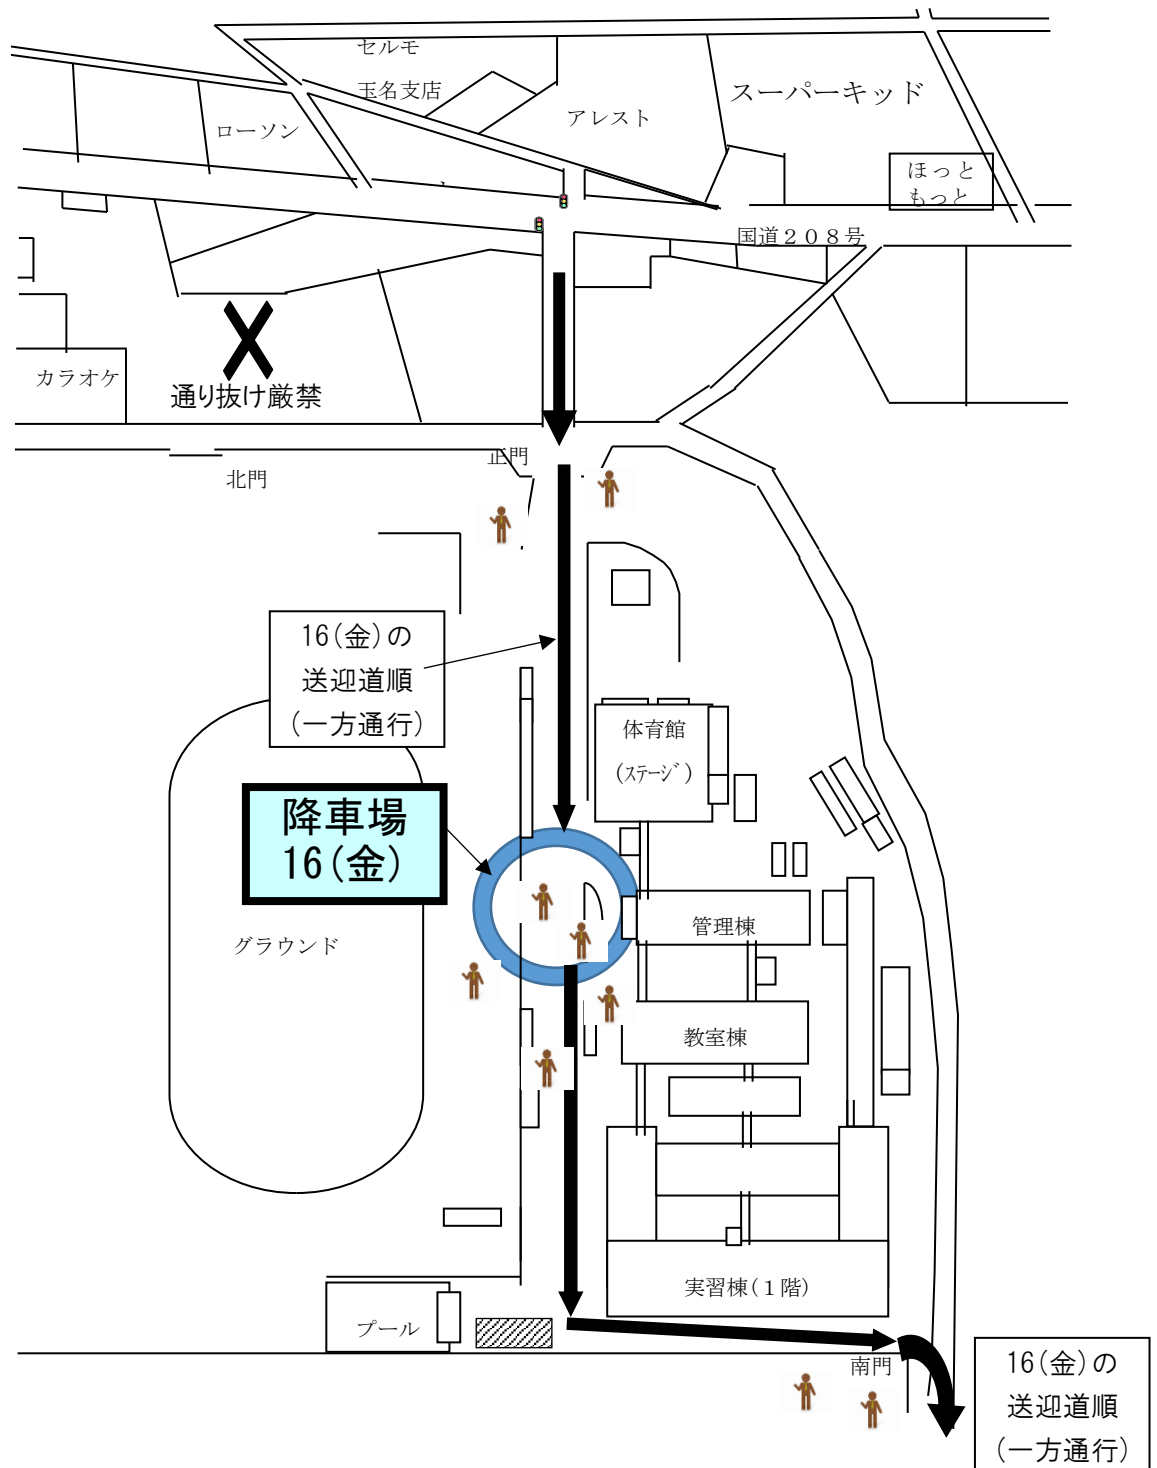 セルモ
玉名支店
ローソン
アレスト
スーパーキッド
ほっと
もっと
国道２０８号
カラオケ
通り抜け厳禁
正門
北門
16(金)の
送迎道順
(一方通行)
体育館
(ｽﾃｰｼﾞ)
降車場
16(金)
グラウンド
管理棟
教室棟
実習棟(１階)
プール
南門
16(金)の
送迎道順
(一方通行)